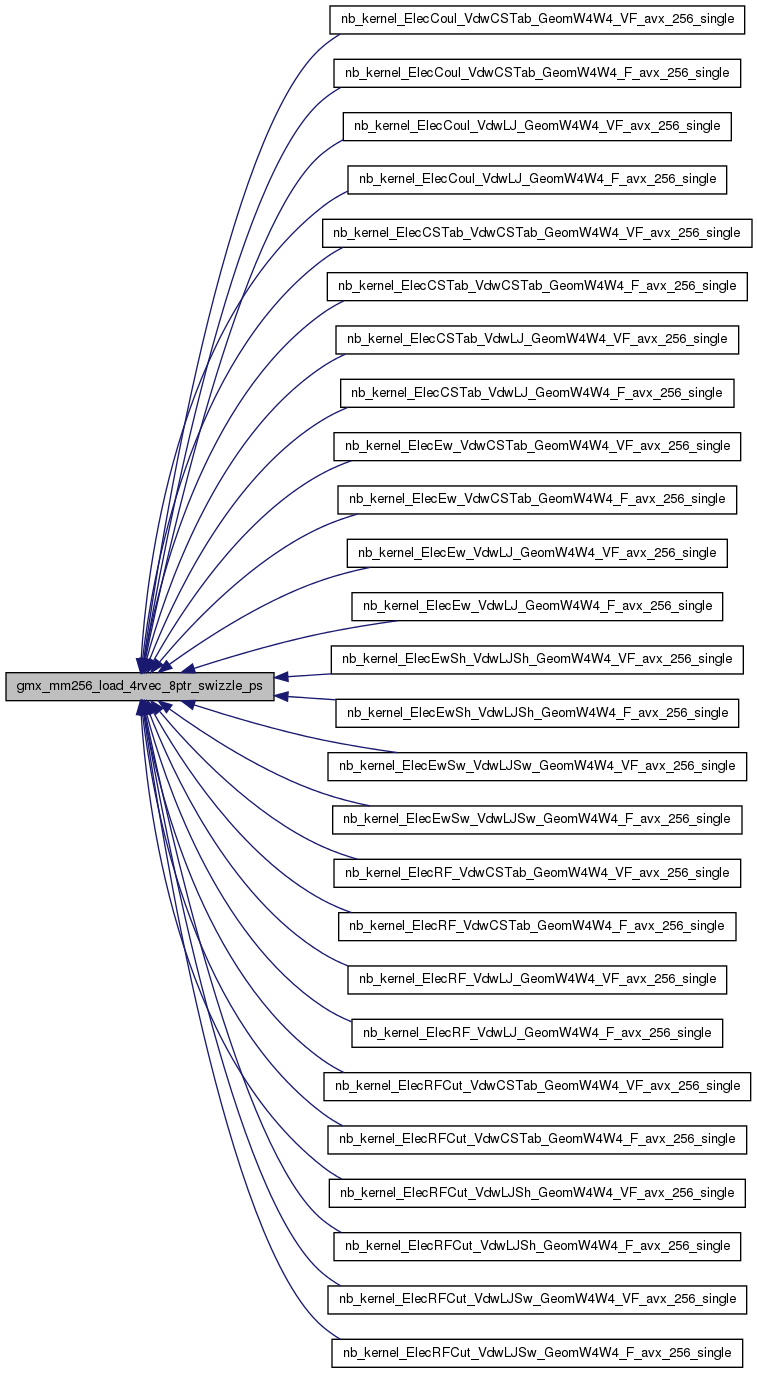 nb_kernel_ElecCoul_VdwCSTab_GeomW4W4_VF_avx_256_single
nb_kernel_ElecCoul_VdwCSTab_GeomW4W4_F_avx_256_single
nb_kernel_ElecCoul_VdwLJ_GeomW4W4_VF_avx_256_single
nb_kernel_ElecCoul_VdwLJ_GeomW4W4_F_avx_256_single
nb_kernel_ElecCSTab_VdwCSTab_GeomW4W4_VF_avx_256_single
nb_kernel_ElecCSTab_VdwCSTab_GeomW4W4_F_avx_256_single
nb_kernel_ElecCSTab_VdwLJ_GeomW4W4_VF_avx_256_single
nb_kernel_ElecCSTab_VdwLJ_GeomW4W4_F_avx_256_single
nb_kernel_ElecEw_VdwCSTab_GeomW4W4_VF_avx_256_single
nb_kernel_ElecEw_VdwCSTab_GeomW4W4_F_avx_256_single
nb_kernel_ElecEw_VdwLJ_GeomW4W4_VF_avx_256_single
nb_kernel_ElecEw_VdwLJ_GeomW4W4_F_avx_256_single
nb_kernel_ElecEwSh_VdwLJSh_GeomW4W4_VF_avx_256_single
gmx_mm256_load_4rvec_8ptr_swizzle_ps
nb_kernel_ElecEwSh_VdwLJSh_GeomW4W4_F_avx_256_single
nb_kernel_ElecEwSw_VdwLJSw_GeomW4W4_VF_avx_256_single
nb_kernel_ElecEwSw_VdwLJSw_GeomW4W4_F_avx_256_single
nb_kernel_ElecRF_VdwCSTab_GeomW4W4_VF_avx_256_single
nb_kernel_ElecRF_VdwCSTab_GeomW4W4_F_avx_256_single
nb_kernel_ElecRF_VdwLJ_GeomW4W4_VF_avx_256_single
nb_kernel_ElecRF_VdwLJ_GeomW4W4_F_avx_256_single
nb_kernel_ElecRFCut_VdwCSTab_GeomW4W4_VF_avx_256_single
nb_kernel_ElecRFCut_VdwCSTab_GeomW4W4_F_avx_256_single
nb_kernel_ElecRFCut_VdwLJSh_GeomW4W4_VF_avx_256_single
nb_kernel_ElecRFCut_VdwLJSh_GeomW4W4_F_avx_256_single
nb_kernel_ElecRFCut_VdwLJSw_GeomW4W4_VF_avx_256_single
nb_kernel_ElecRFCut_VdwLJSw_GeomW4W4_F_avx_256_single